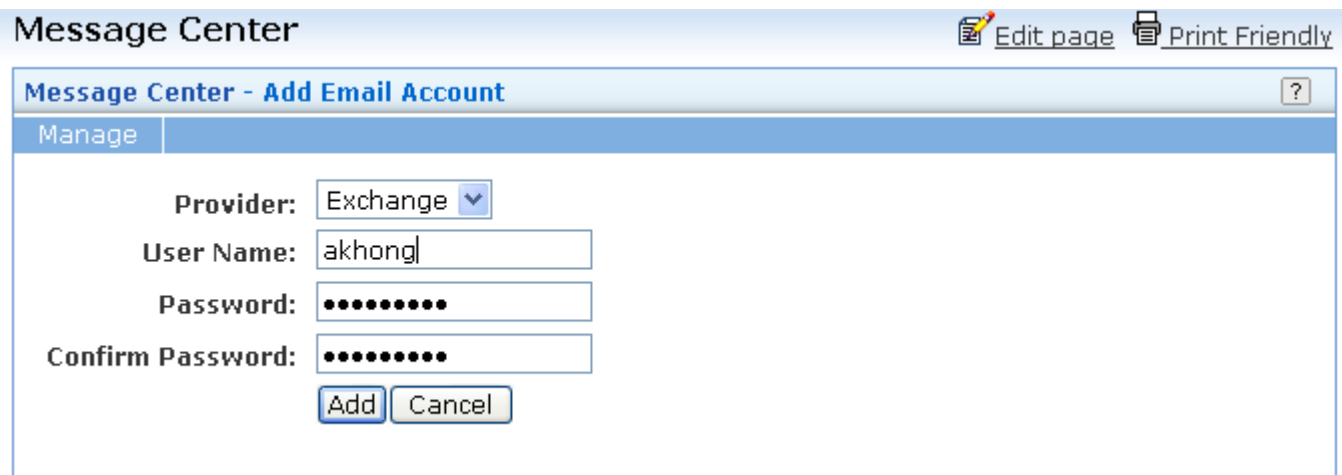 Message Center
Edit page Print Friendly
Message Center - Add Email Account ?
Manage
Provider: Exchange
User Name: akhong
Password: •••••••••
Confirm Password: •••••••••
Add Cancel